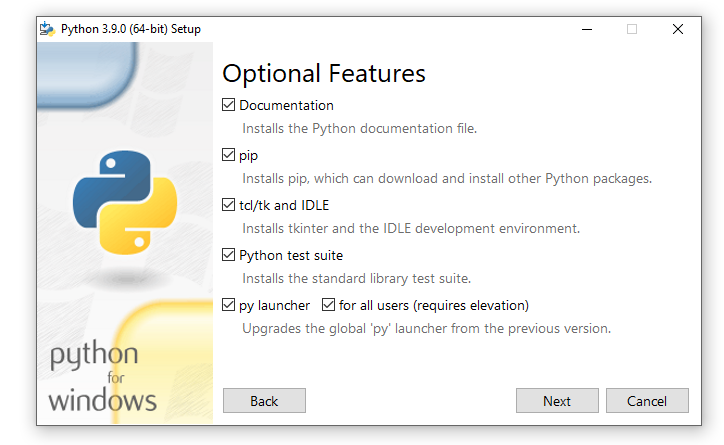 Python 3.9.0 (64-bit) Setup
Optional Features
Documentation
Installs the Python documentation file.
pip
Installs pip, which can download and install other Python packages.
tcl/tk and IDLE
Installs tkinter and the IDLE development environment.
Python test suite
Installs the standard library test suite.
py launcher for all users (requires elevation)
Upgrades the global 'py' launcher from the previous version.
python
for
windows
Back Next Cancel